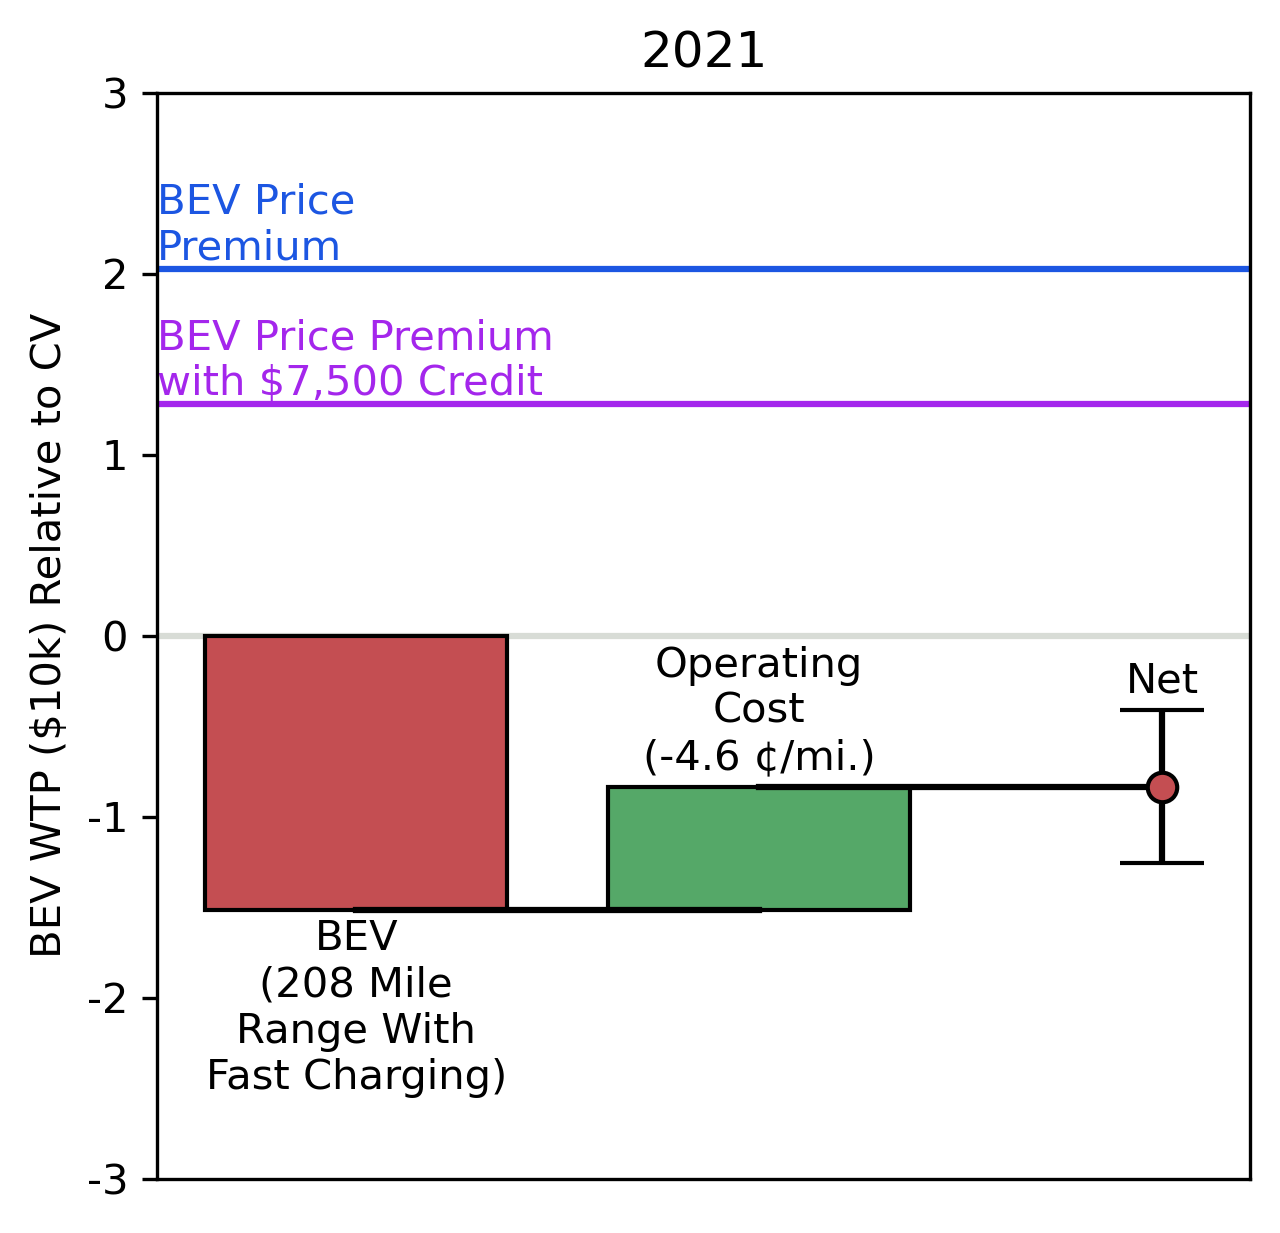 2021
BEV WTP ($10k) Relative to CV
3
2
1
0
-1
-2
-3
BEV Price
Premium
BEV Price Premium
with $7,500 Credit
Operating
Cost
(-4.6 ¢/mi.)
Net
BEV
(208 Mile
Range With
Fast Charging)